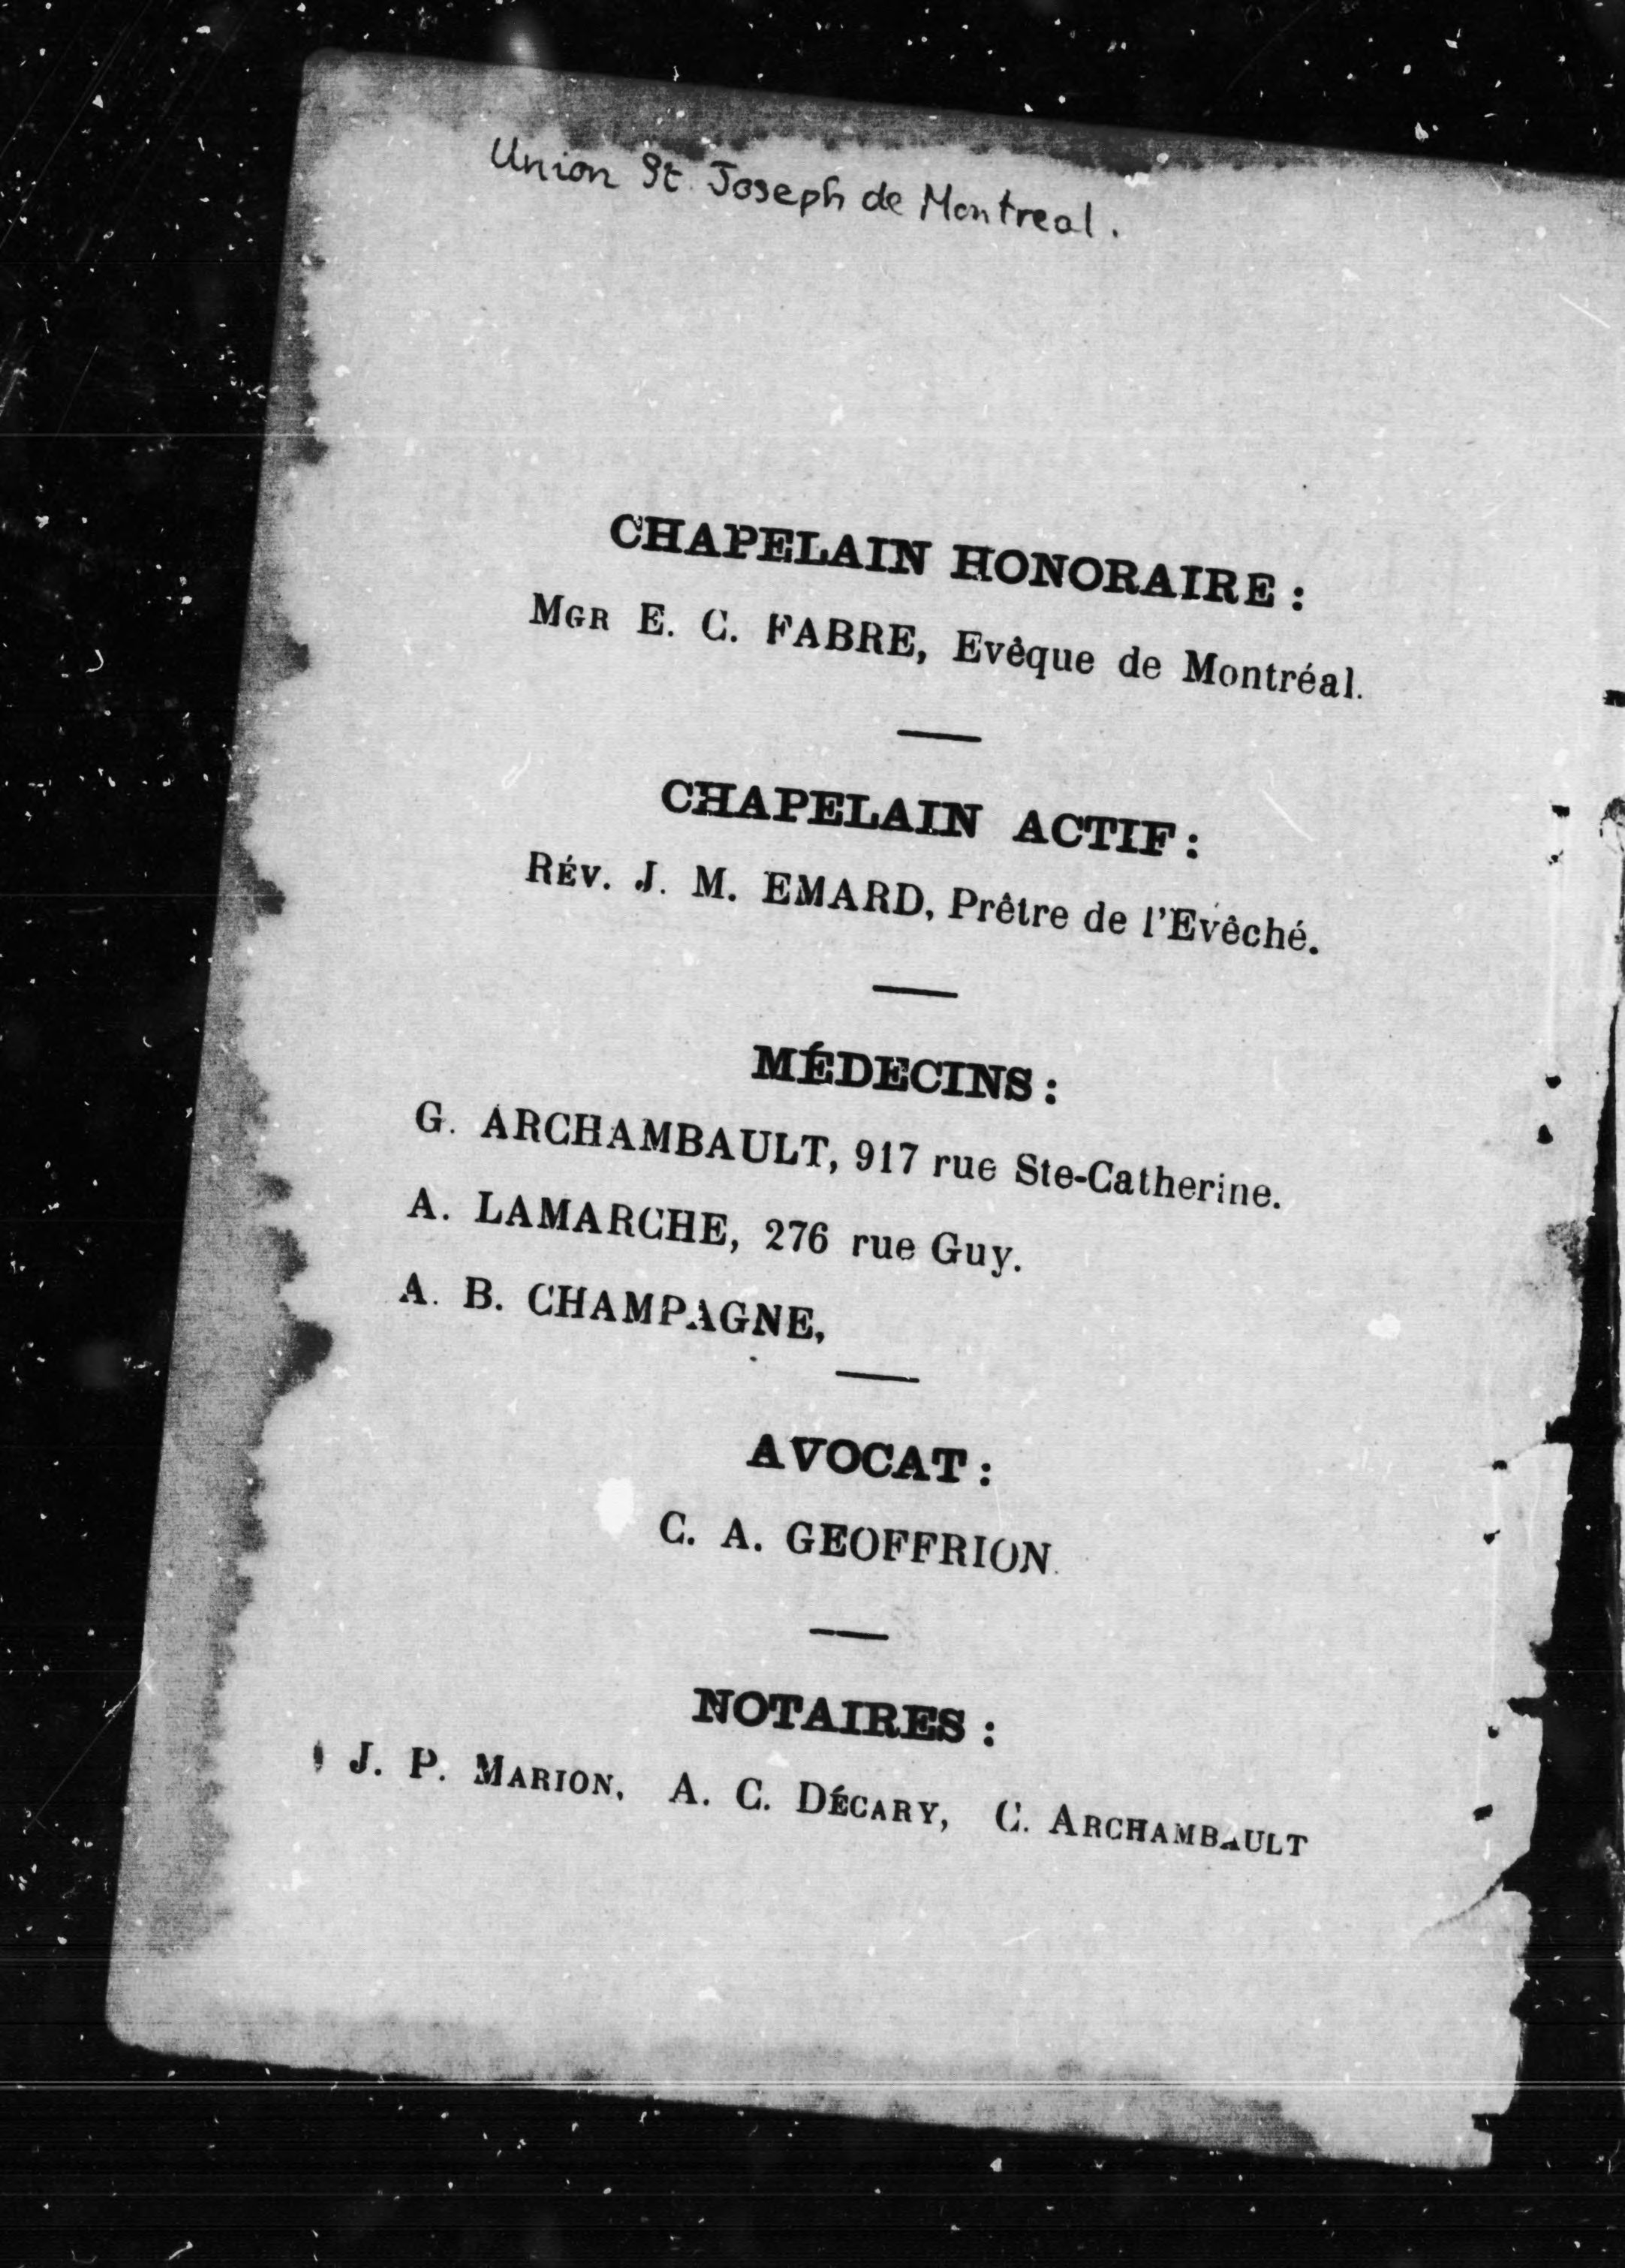 Union St. Joseph de Montreal.
CHAPELAIN HONORAIRE :
MGR E. C. FABRE, Evêque de Montréal.
CHAPELAIN ACTIF :
RÉV. J. M. EMARD, Prêtre de l'Evêché.
MÉDECINS :
G. ARCHAMBAULT, 917 rue Ste-Catherine.
A. LAMARCHE, 276 rue Guy.
A. B. CHAMPAGNE,
AVOCAT :
C. A. GEOFFRION.
NOTAIRES :
J. P. MARION, A. C. DÉCARY, C. ARCHAMBAULT